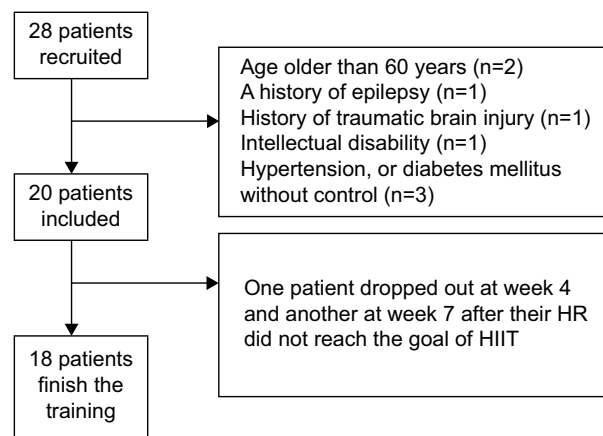 28 patients
recruited
Age older than 60 years (n=2)
A history of epilepsy (n=1)
History of traumatic brain injury (n=1)
Intellectual disability (n=1)
Hypertension, or diabetes mellitus
without control (n=3)
20 patients
included
One patient dropped out at week 4
and another at week 7 after their HR
did not reach the goal of HIIT
18 patients
finish the
training